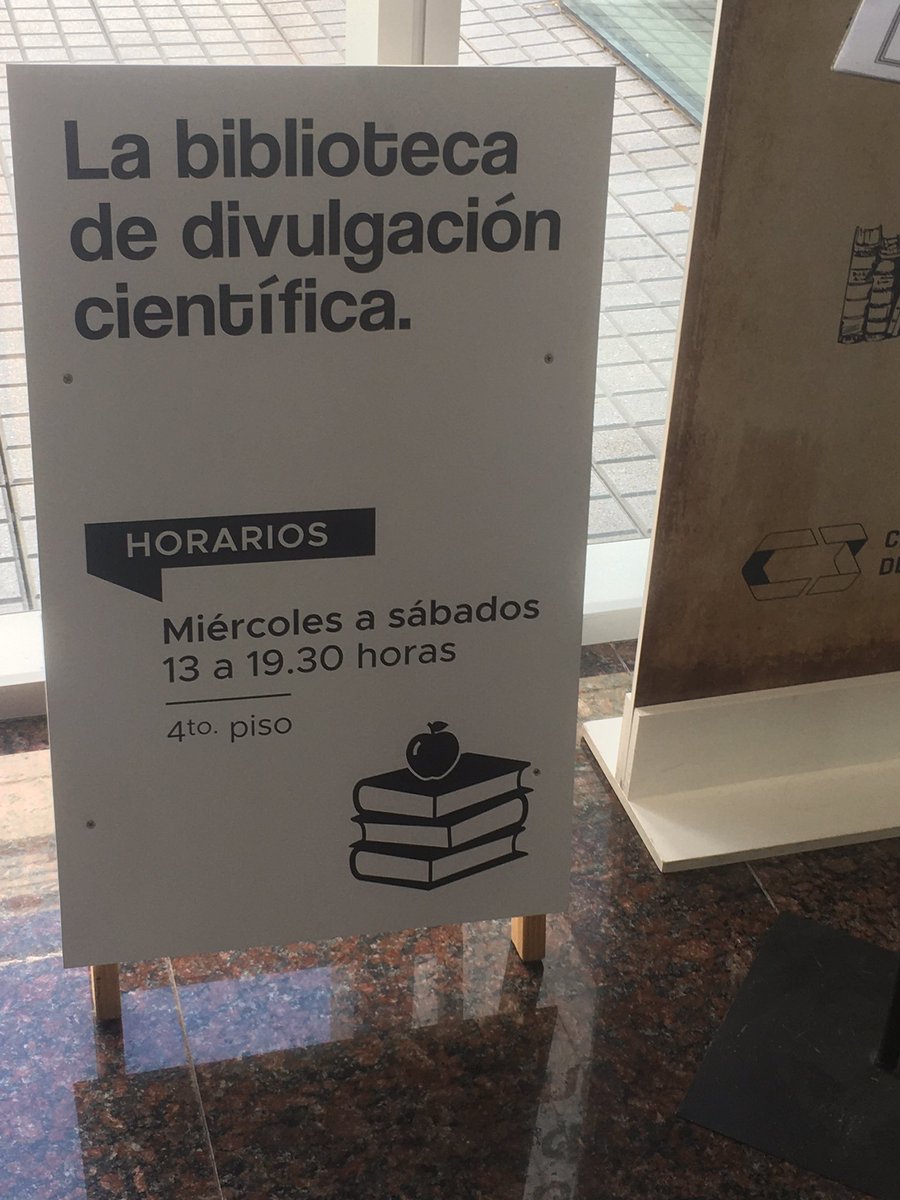 La biblioteca
de divulgación
científica.
HORARIOS
Miércoles a sábados
13 a 19.30 horas
4to. piso